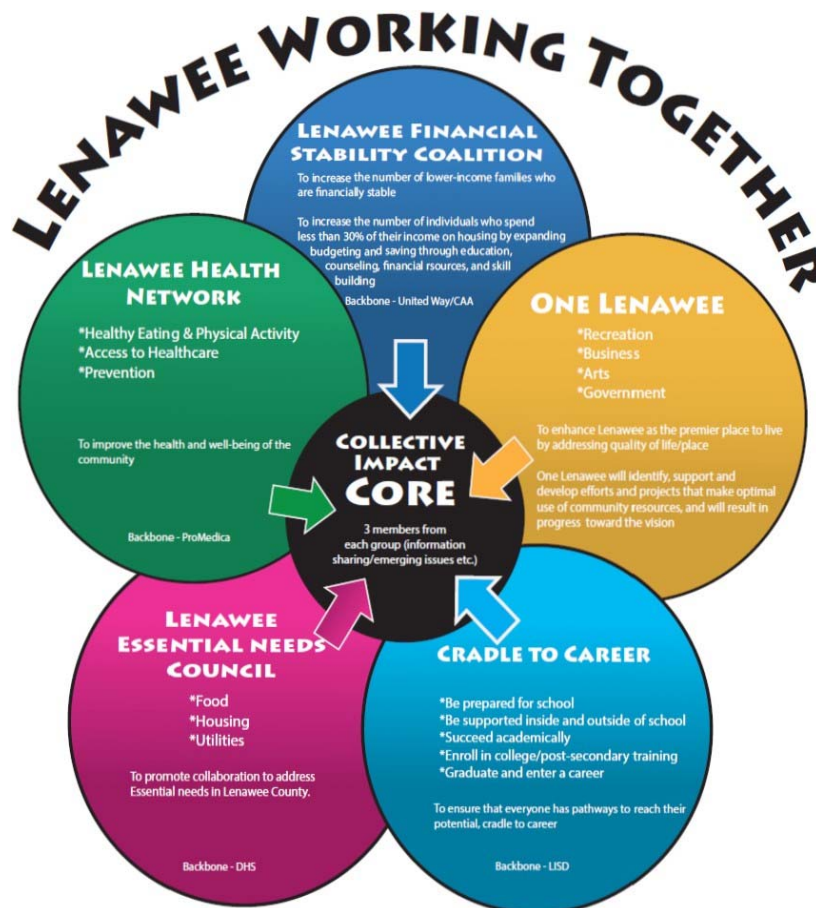 LENAWEE WORKING TOGETHER
LENAWEE FINANCIAL
STABILITY COALITION
To increase the number of lower-income families who
are financially stable
To increase the number of individuals who spend
less than 30% of their income on housing by expanding
budgeting and saving through education,
counseling, financial rsources, and skill
building
Backbone - United Way/CAA
LENAWEE HEALTH
NETWORK
*Healthy Eating & Physical Activity
*Access to Healthcare
*Prevention
To improve the health and well-being of the
community
Backbone - ProMedica
ONE LENAWEE
*Recreation
*Business
*Arts
*Government
To enhance Lenawee as the premier place to live
by addressing quality of life/place
One Lenawee will identify, support and
develop efforts and projects that make optimal
use of community resources, and will result in
progress toward the vision
COLLECTIVE
IMPACT
CORE
3 members from
each group (information
sharing/emerging issues etc.)
LENAWEE
ESSENTIAL NEEDS
COUNCIL
*Food
*Housing
*Utilities
To promote collaboration to address
Essential needs in Lenawee County.
Backbone - DHS
CRADLE TO CAREER
*Be prepared for school
*Be supported inside and outside of school
*Succeed academically
*Enroll in college/post-secondary training
*Graduate and enter a career
To ensure that everyone has pathways to reach their
potential, cradle to career
Backbone - LISD